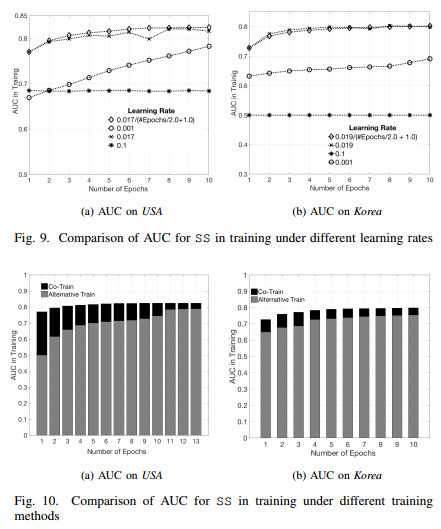 0.85
0.7
0.6
0.5
AUC in Trainig
Learning Rate
0.017/(#Epochs/2.0+1.0)
0.001
0.017
0.1
1 2 3 4 5 6 7 8 9 10
Number of Epochs
(a) AUC on USA
0.9
0.8
0.7
0.6
0.5
0.4
0.3
AUC in Trainig
Learning Rate
0.019/(#Epochs/2.0 + 1.0)
0.019
0.1
0.001
1 2 3 4 5 6 7 8 9 10
Number of Epochs
(b) AUC on Korea
Fig. 9. Comparison of AUC for SS in training under different learning rates
1
0.9
0.8
0.7
0.6
0.5
0.4
0.3
0.2
0.1
0
AUC in Training
Co-Train
Alternative Train
1 2 3 4 5 6 7 8 9 10 11 12 13
Number of Epochs
(a) AUC on USA
1
0.9
0.8
0.7
0.6
0.5
0.4
0.3
0.2
0.1
0
AUC in Training
Co-Train
Alternative Train
1 2 3 4 5 6 7 8 9 10
Number of Epochs
(b) AUC on Korea
Fig. 10. Comparison of AUC for SS in training under different training
methods